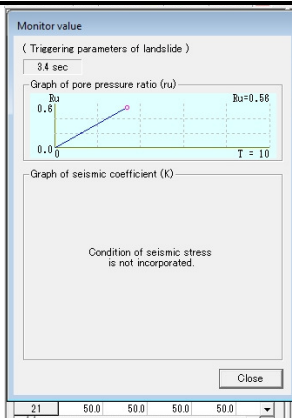 Monitor value
( Triggering parameters of landslide )
3.4 sec
Graph of pore pressure ratio (ru)
Ru
Ru=0.56
0.6
0.0
0
T = 10
Graph of seismic coefficient (K)
Condition of seismic stress
is not incorporated.
Close
21 50.0 50.0 50.0 50.0